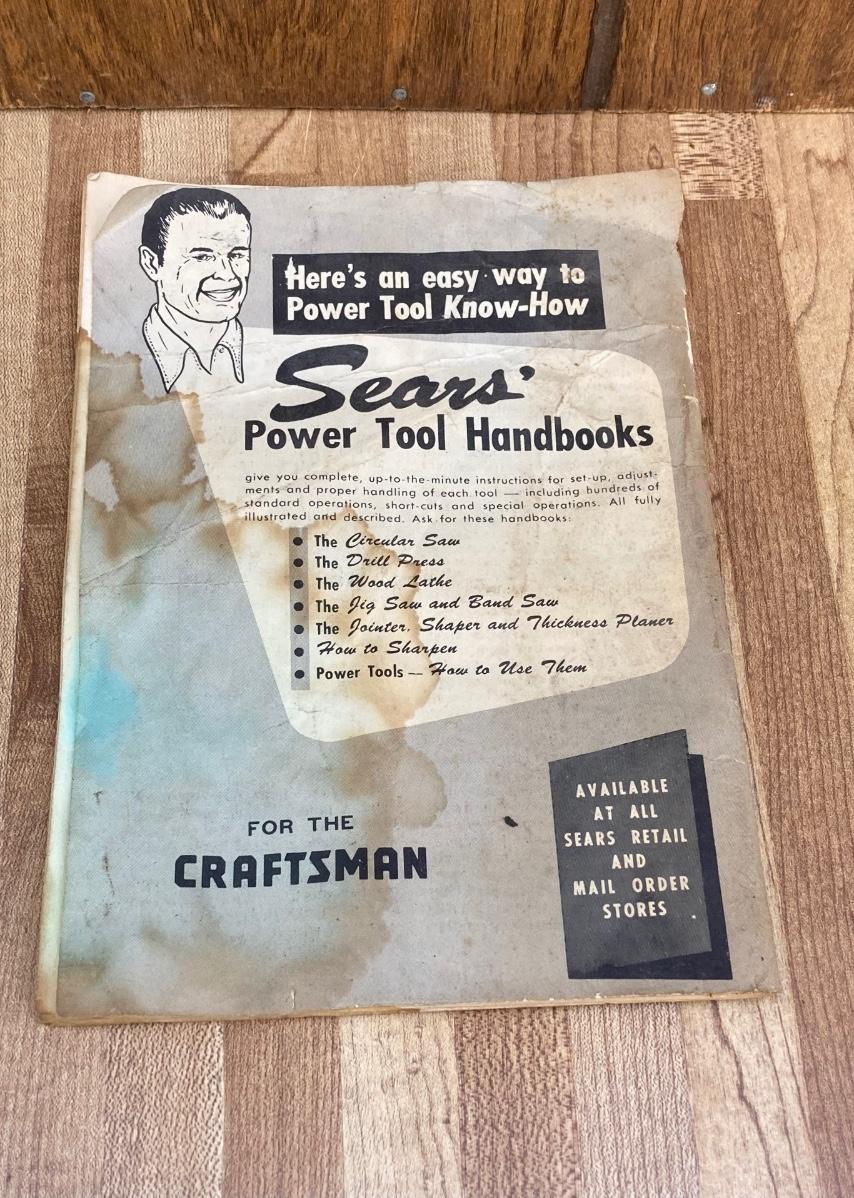 Here's an easy way to
Power Tool Know-How
Sears'
Power Tool Handbooks
give you complete, up-to-the-minute instructions for set-up, adjust-
ments and proper handling of each tool — including hundreds of
standard operations, short-cuts and special operations. All fully
illustrated and described. Ask for these handbooks:
● The Circular Saw
● The Drill Press
● The Wood Lathe
● The Jig Saw and Band Saw
● The Jointer, Shaper and Thickness Planer
● How to Sharpen
● Power Tools — How to Use Them
FOR THE
CRAFTSMAN
AVAILABLE
AT ALL
SEARS RETAIL
AND
MAIL ORDER
STORES